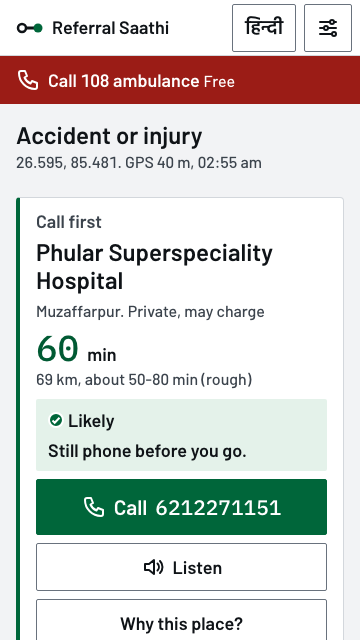 Referral Saathi
हिन्दी
Call 108 ambulance Free
Accident or injury
26.595, 85.481. GPS 40 m, 02:55 am
Call first
Phular Superspeciality
Hospital
Muzaffarpur. Private, may charge
60 min
69 km, about 50-80 min (rough)
Likely
Still phone before you go.
Call 6212271151
Listen
Why this place?